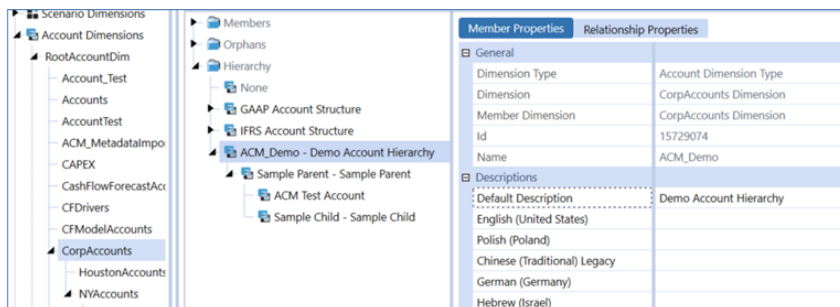 Scenario Dimensions
Account Dimensions
RootAccountDim
Account_Test
Accounts
AccountTest
ACM_MetadataImpo
CAPEX
CashFlowForecastAcc
CFDrivers
CFModelAccounts
CorpAccounts
HoustonAccounts
NYAccounts
Members
Orphans
Hierarchy
None
GAAP Account Structure
IFRS Account Structure
ACM_Demo - Demo Account Hierarchy
Sample Parent - Sample Parent
ACM Test Account
Sample Child - Sample Child
Member Properties Relationship Properties
General
Dimension Type Account Dimension Type
Dimension CorpAccounts Dimension
Member Dimension CorpAccounts Dimension
Id 15729074
Name ACM_Demo
Descriptions
Default Description Demo Account Hierarchy
English (United States)
Polish (Poland)
Chinese (Traditional) Legacy
German (Germany)
Hebrew (Israel)